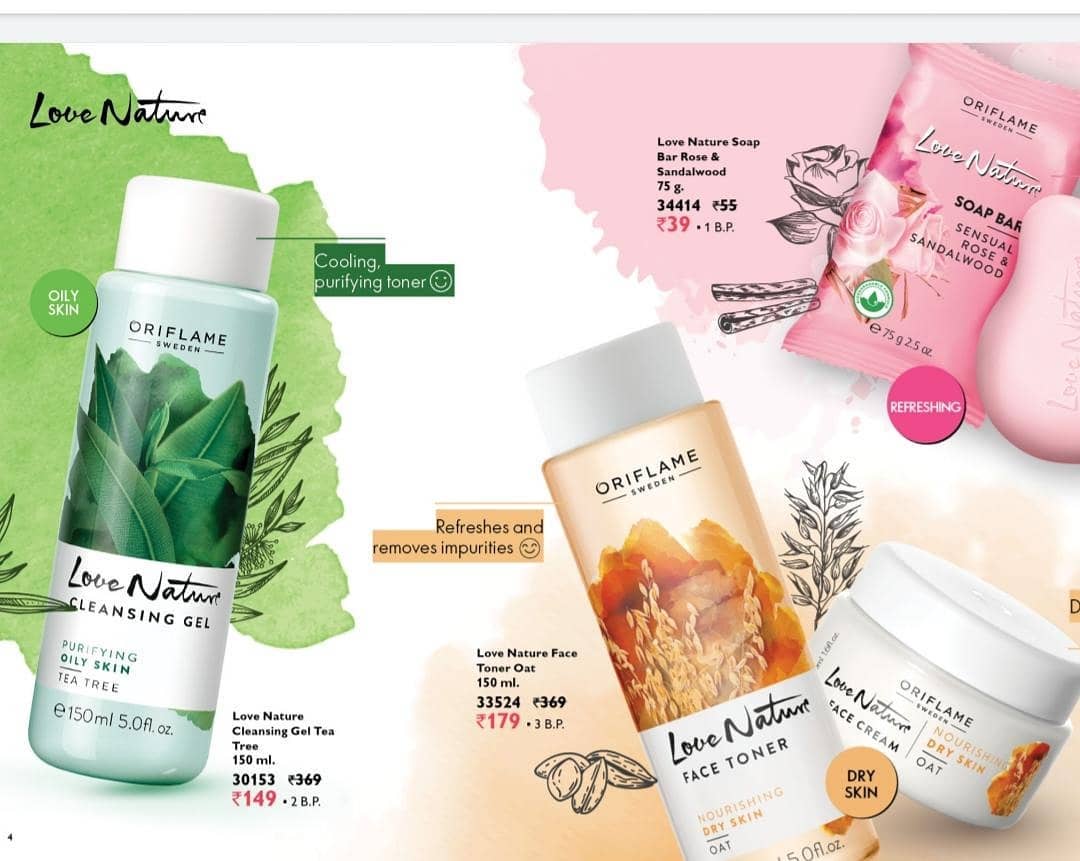 Love Nature
OILY
SKIN
Cooling,
purifying toner
ORIFLAME
SWEDEN
Love Nature
CLEANSING GEL
PURIFYING
OILY SKIN
TEA TREE
e 150ml 5.0fl. oz.
Love Nature
Cleansing Gel Tea
Tree
150 ml.
30153 ₹369
₹149 • 2 B.P.
Love Nature Soap
Bar Rose &
Sandalwood
75 g.
34414 ₹55
₹39 • 1 B.P.
ORIFLAME
SWEDEN
Love Nature
SOAP BAR
SENSUAL
ROSE &
SANDALWOOD
e 75 g 2.5 oz.
Love Nature
REFRESHING
Refreshes and
removes impurities
Love Nature Face
Toner Oat
150 ml.
33524 ₹369
₹179 • 3 B.P.
ORIFLAME
SWEDEN
Love Nature
FACE TONER
NOURISHING
DRY SKIN
OAT
5.0fl.oz.
DRY
SKIN
ORIFLAME
SWEDEN
Love Nature
FACE CREAM
NOURISHING
DRY SKIN
OAT
D
4